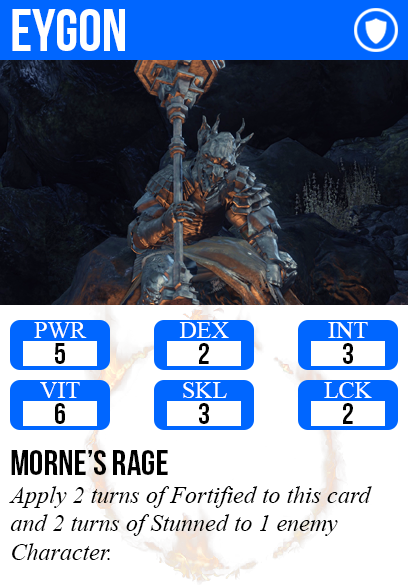 EYGON
PWR DEX INT
5 2 3
VIT SKL LCK
6 3 2
MORNE'S RAGE
Apply 2 turns of Fortified to this card
and 2 turns of Stunned to 1 enemy
Character.